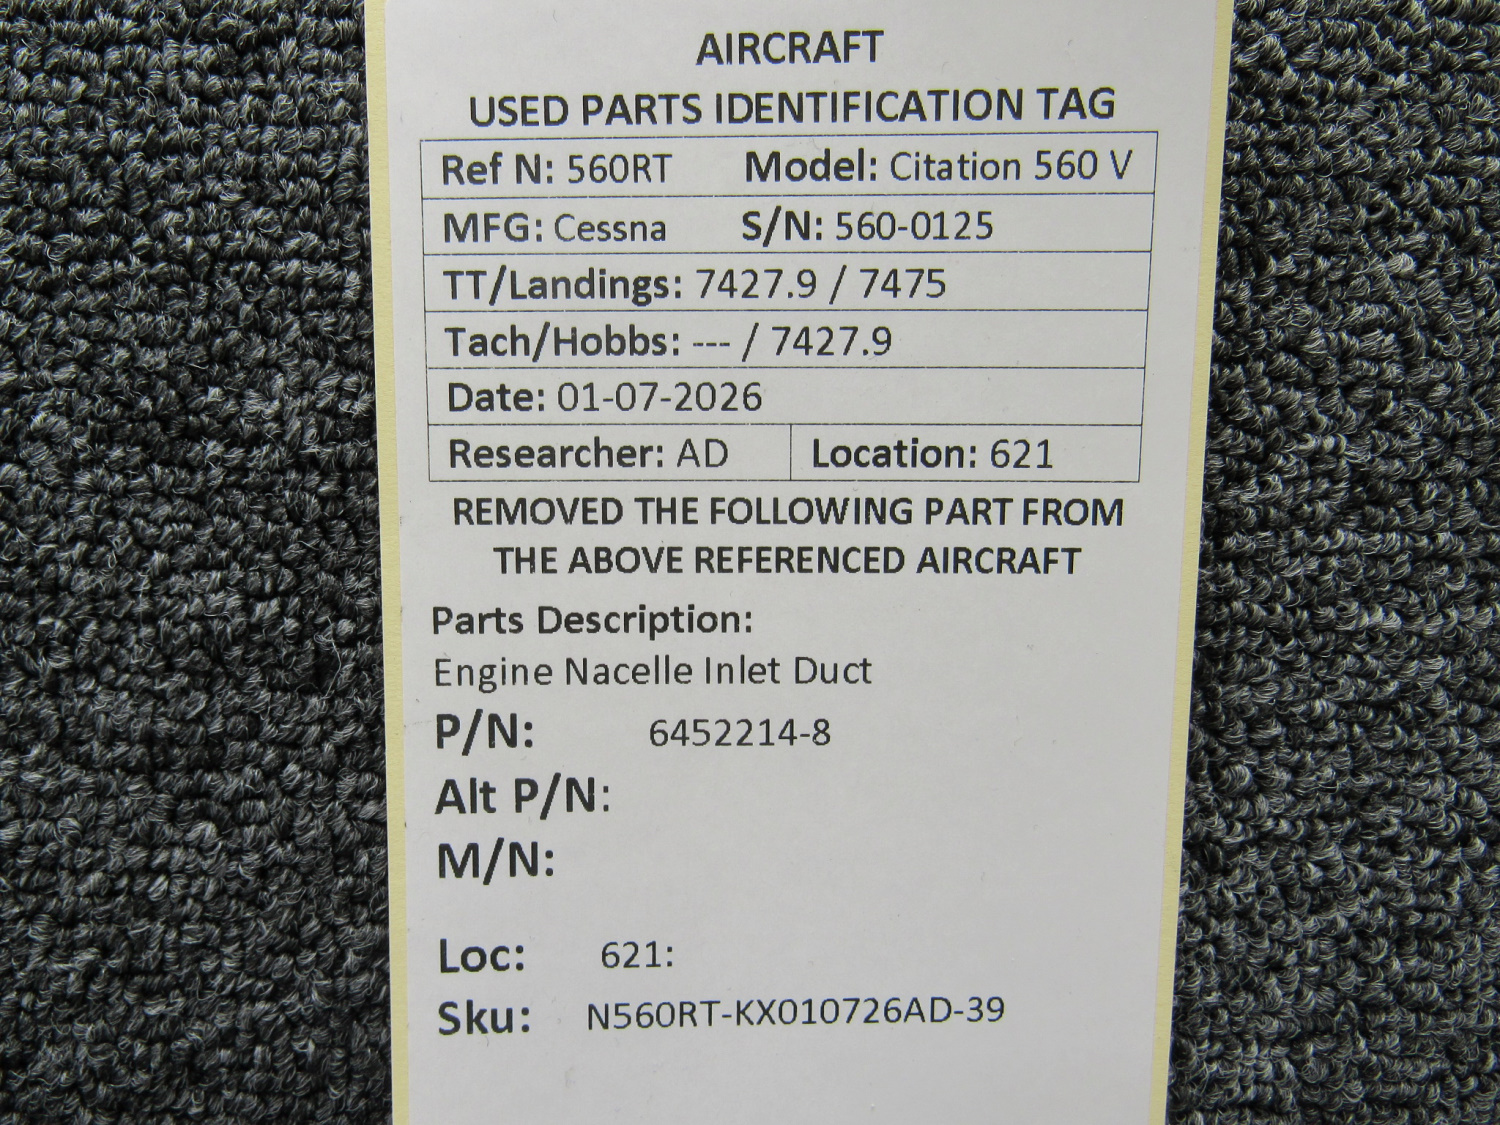 AIRCRAFT
USED PARTS IDENTIFICATION TAG
Ref N: 560RT Model: Citation 560 V
MFG: Cessna S/N: 560-0125
TT/Landings: 7427.9 / 7475
Tach/Hobbs: --- / 7427.9
Date: 01-07-2026
Researcher: AD Location: 621
REMOVED THE FOLLOWING PART FROM
THE ABOVE REFERENCED AIRCRAFT
Parts Description:
Engine Nacelle Inlet Duct
P/N: 6452214-8
Alt P/N:
M/N:
Loc: 621:
Sku: N560RT-KX010726AD-39